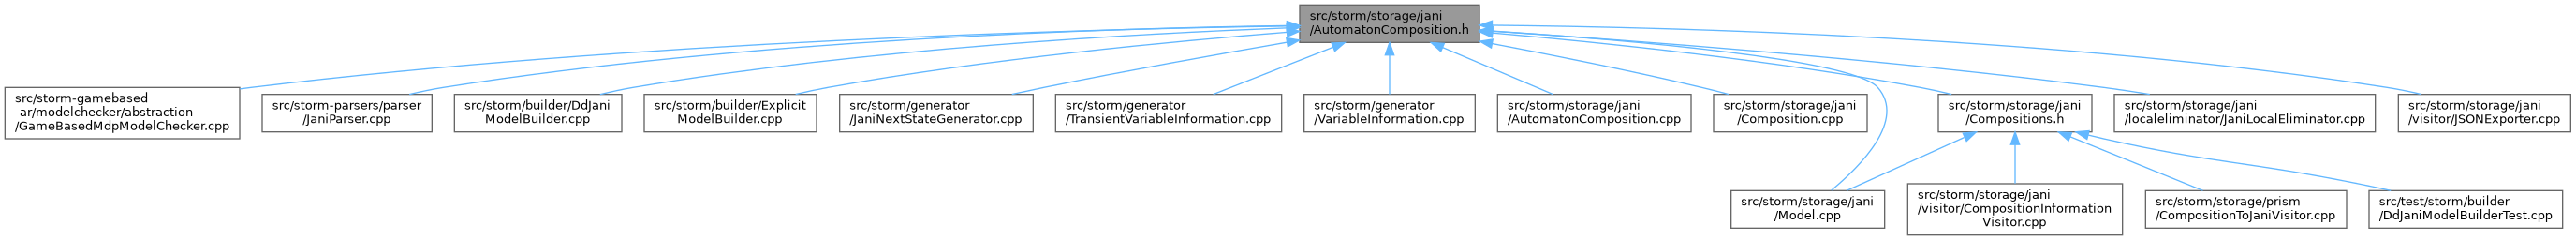 src/storm/storage/jani
/AutomatonComposition.h
src/storm-gamebased
-ar/modelchecker/abstraction
/GameBasedMdpModelChecker.cpp
src/storm-parsers/parser
/JaniParser.cpp
src/storm/builder/DdJani
ModelBuilder.cpp
src/storm/builder/Explicit
ModelBuilder.cpp
src/storm/generator
/JaniNextStateGenerator.cpp
src/storm/generator
/TransientVariableInformation.cpp
src/storm/generator
/VariableInformation.cpp
src/storm/storage/jani
/AutomatonComposition.cpp
src/storm/storage/jani
/Composition.cpp
src/storm/storage/jani
/Compositions.h
src/storm/storage/jani
/localeliminator/JaniLocalEliminator.cpp
src/storm/storage/jani
/visitor/JSONExporter.cpp
src/storm/storage/jani
/Model.cpp
src/storm/storage/jani
/visitor/CompositionInformation
Visitor.cpp
src/storm/storage/prism
/CompositionToJaniVisitor.cpp
src/test/storm/builder
/DdJaniModelBuilderTest.cpp